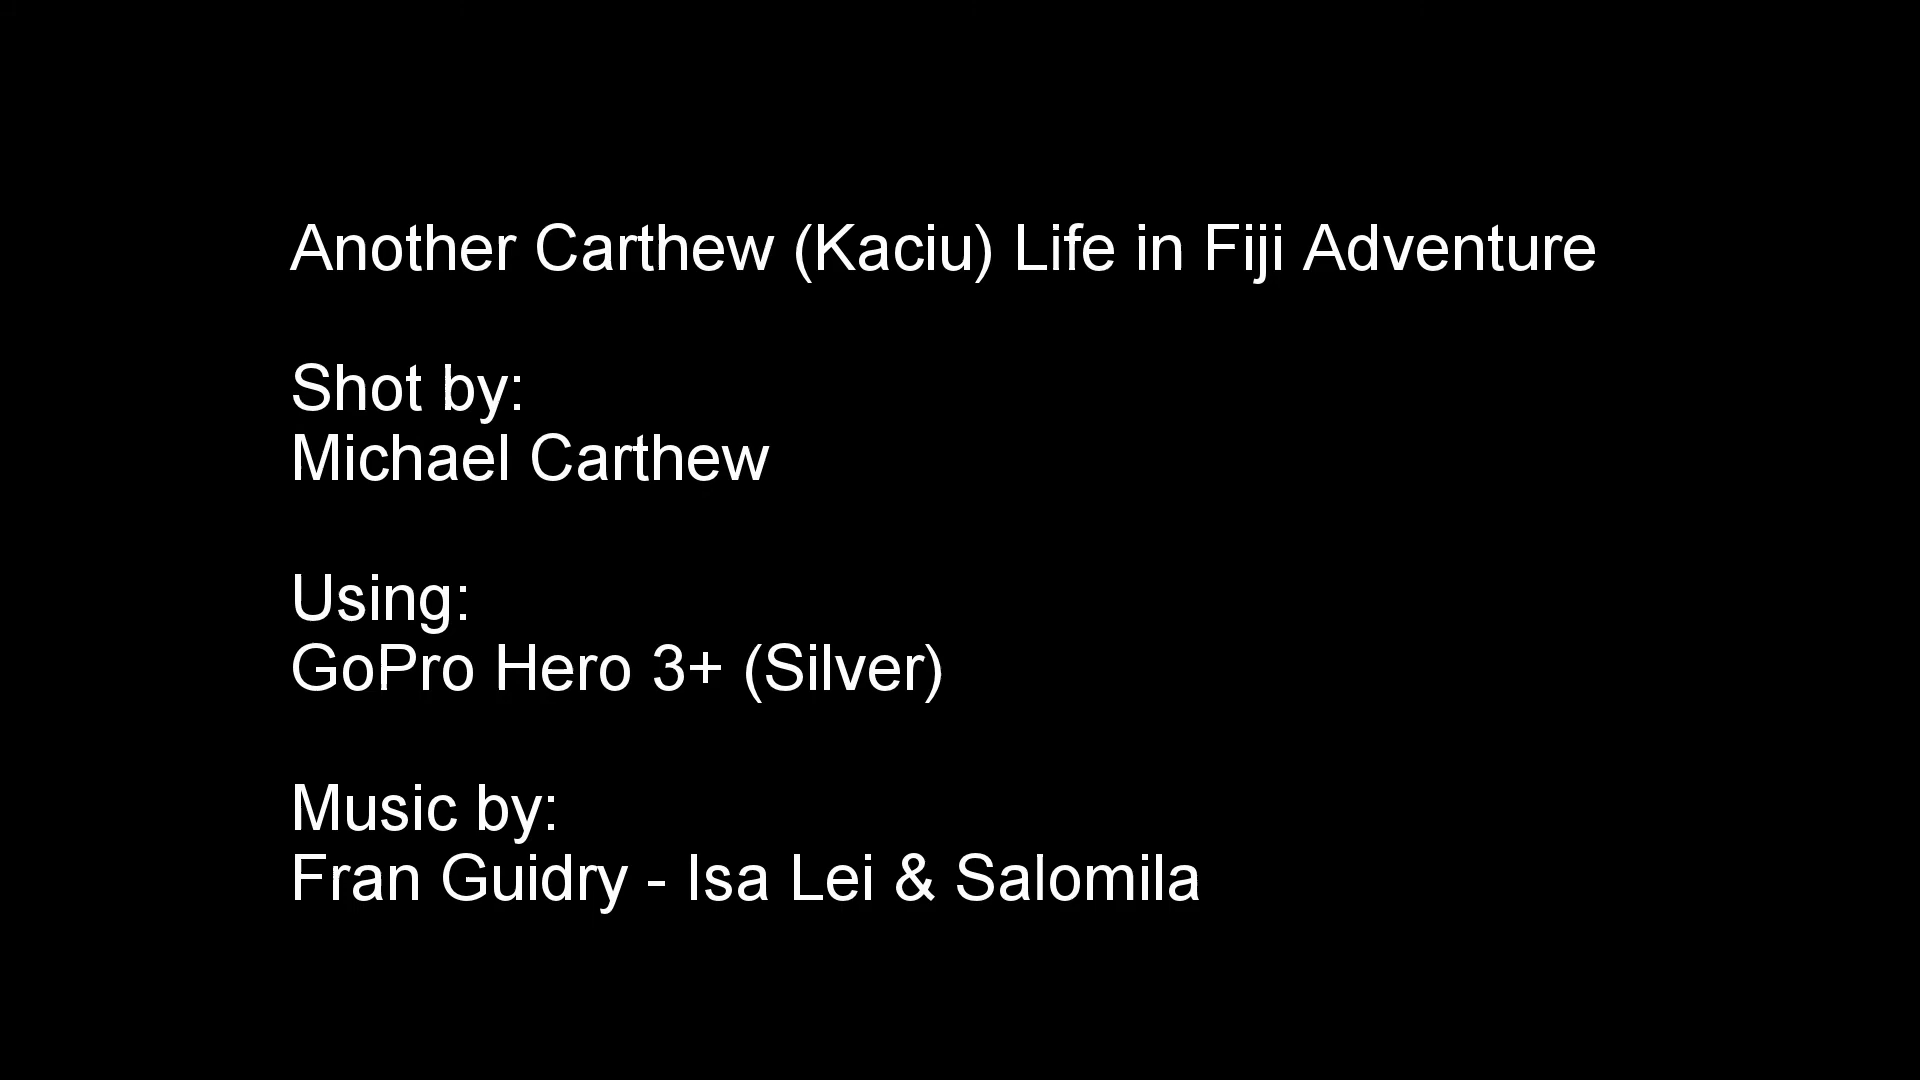 Another Carthew (Kaciu) Life in Fiji Adventure
Shot by:
Michael Carthew
Using:
GoPro Hero 3+ (Silver)
Music by:
Fran Guidry - Isa Lei & Salomila